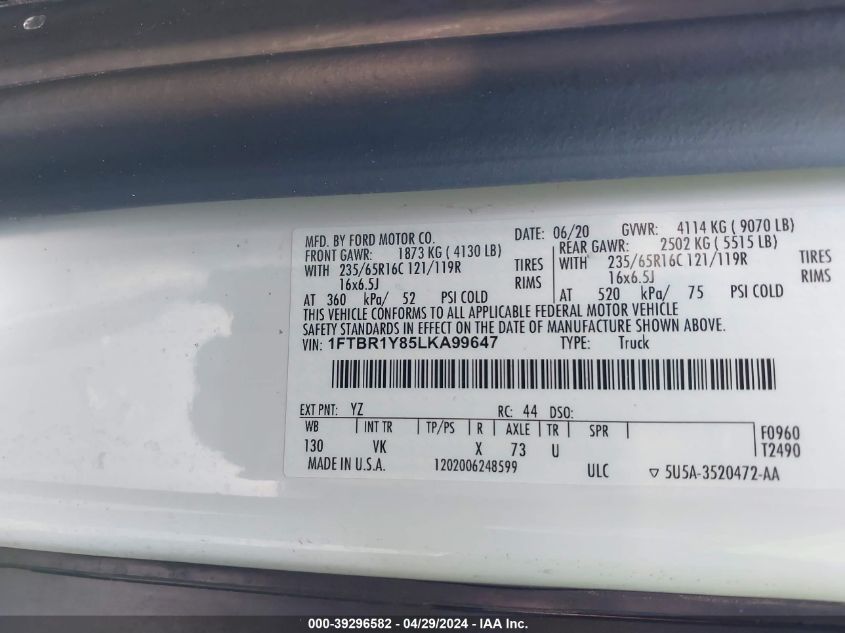 MFD. BY FORD MOTOR CO. DATE: 06/20 GVWR: 4114 KG ( 9070 LB)
FRONT GAWR: 1873 KG ( 4130 LB) REAR GAWR: 2502 KG ( 5515 LB)
WITH 235/65R16C 121/119R TIRES WITH 235/65R16C 121/119R TIRES
16x6.5J RIMS 16x6.5J RIMS
AT 360 kPa/ 52 PSI COLD AT 520 kPa/ 75 PSI COLD
THIS VEHICLE CONFORMS TO ALL APPLICABLE FEDERAL MOTOR VEHICLE
SAFETY STANDARDS IN EFFECT ON THE DATE OF MANUFACTURE SHOWN ABOVE.
VIN: 1FTBR1Y85LKA99647 TYPE: Truck
EXT PNT: YZ RC: 44 DSO:
WB INT TR TP/PS R AXLE TR SPR F0960
130 VK X 73 U T2490
MADE IN U.S.A. 1202006248599 ULC ▽ 5U5A-3520472-AA
000-39296582 - 04/29/2024 - IAA Inc.